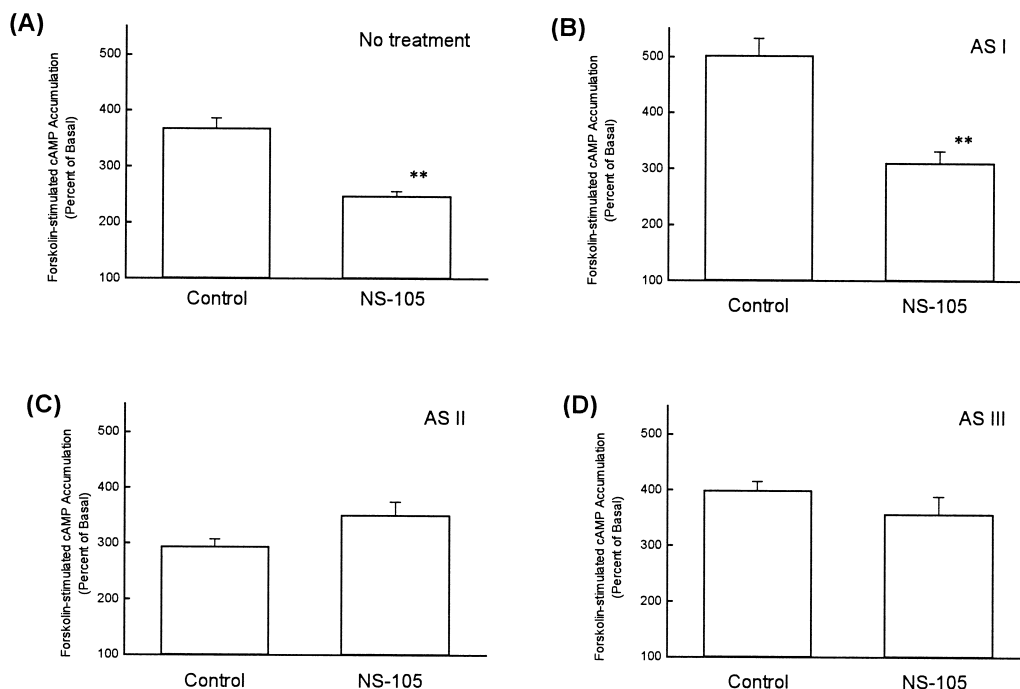 (A)
No treatment
Forskolin-stimulated cAMP Accumulation
(Percent of Basal)
500
400
300
200
100
Control
NS-105
**
(B)
AS I
Forskolin-stimulated cAMP Accumulation
(Percent of Basal)
500
400
300
200
100
Control
NS-105
**
(C)
AS II
Forskolin-stimulated cAMP Accumulation
(Percent of Basal)
500
400
300
200
100
Control
NS-105
(D)
AS III
Forskolin-stimulated cAMP Accumulation
(Percent of Basal)
500
400
300
200
100
Control
NS-105